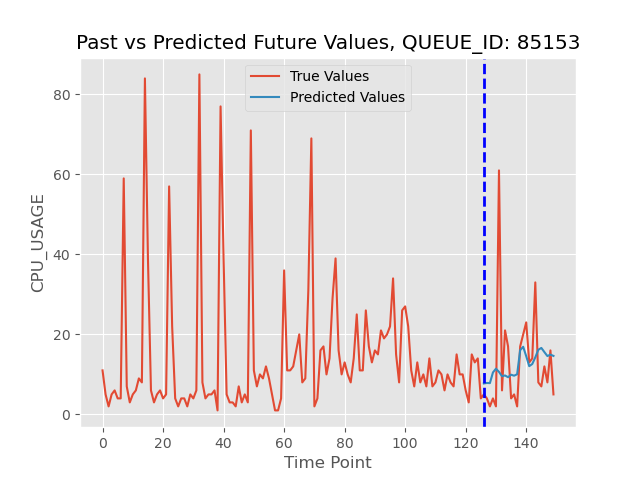 Past vs Predicted Future Values, QUEUE_ID: 85153
True Values
Predicted Values
CPU_USAGE
80
60
40
20
0
0 20 40 60 80 100 120 140
Time Point